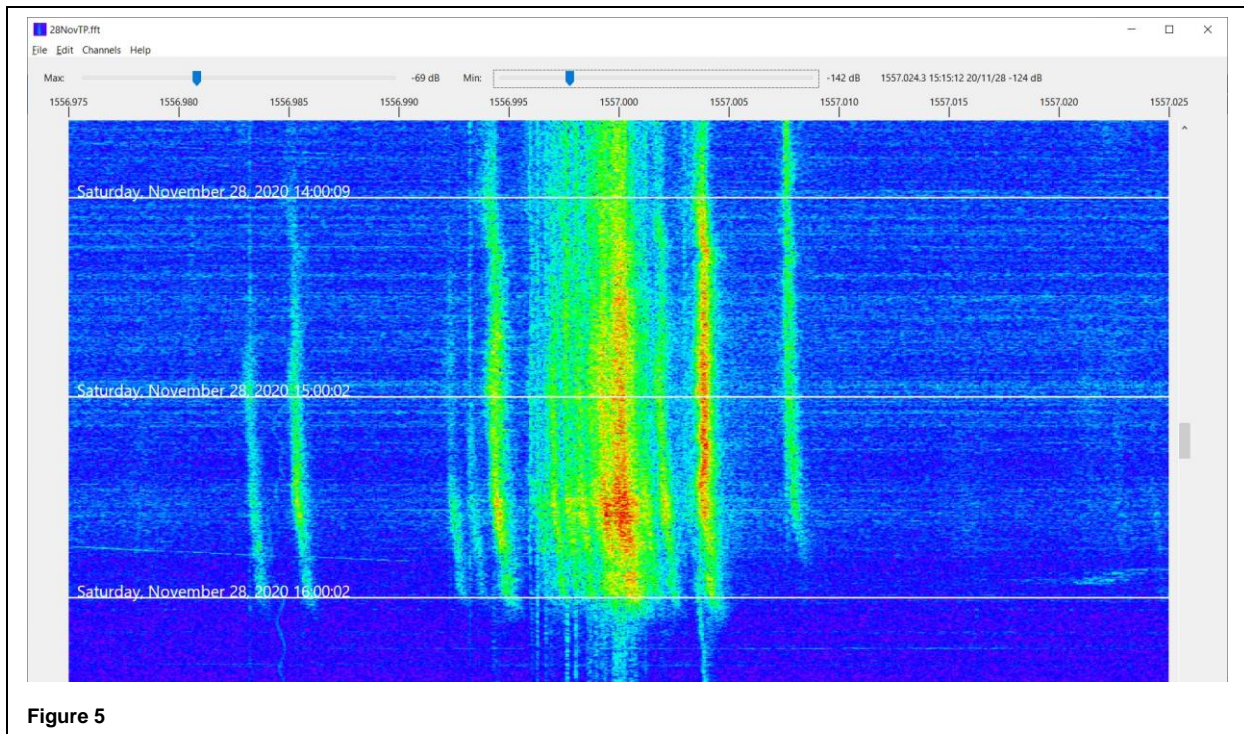 28NovTP.fft
File Edit Channels Help
Max: -69 dB Min: -142 dB 1557.024.3 15:15:12 20/11/28 -124 dB
1556.975 1556.980 1556.985 1556.990 1556.995 1557.000 1557.005 1557.010 1557.015 1557.020 1557.025
Saturday, November 28, 2020 14:00:09
Saturday, November 28, 2020 15:00:02
Saturday, November 28, 2020 16:00:02
Figure 5